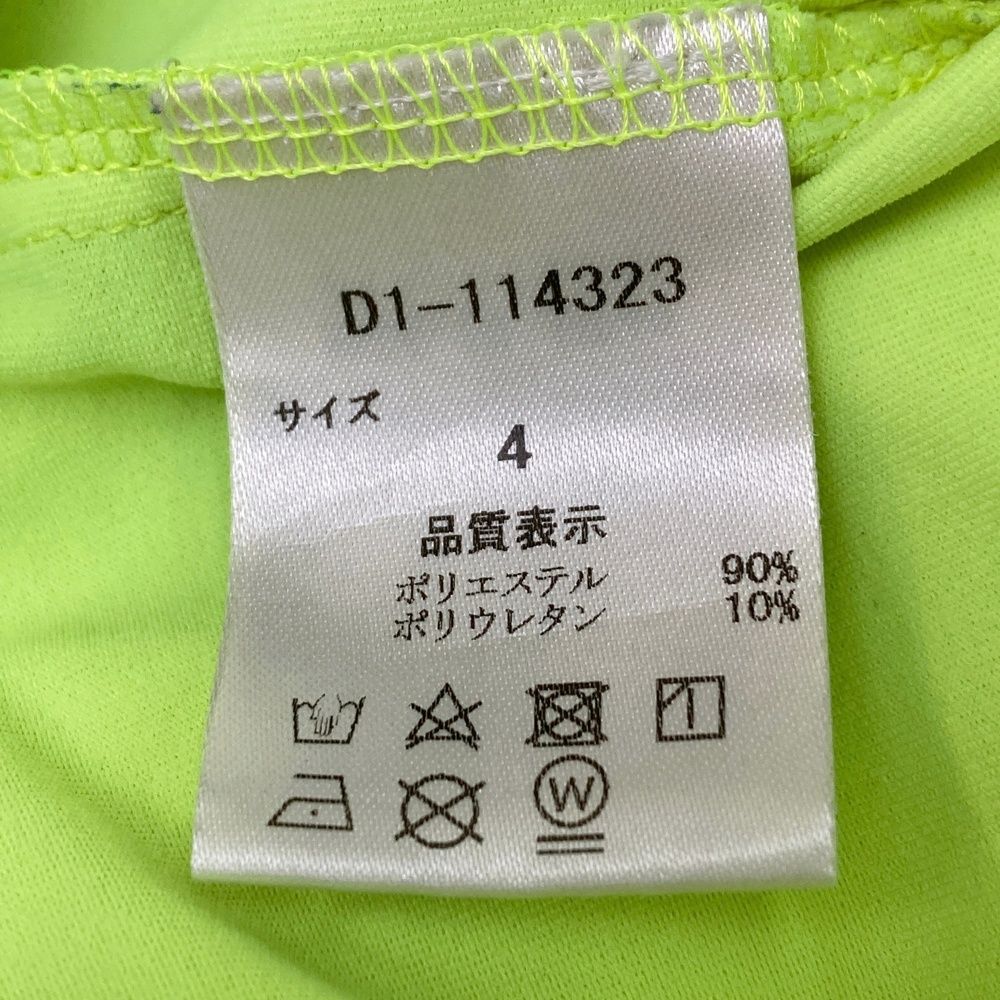 D1-114323
サイズ
4
品質表示
ポリエステル 90%
ポリウレタン 10%
W